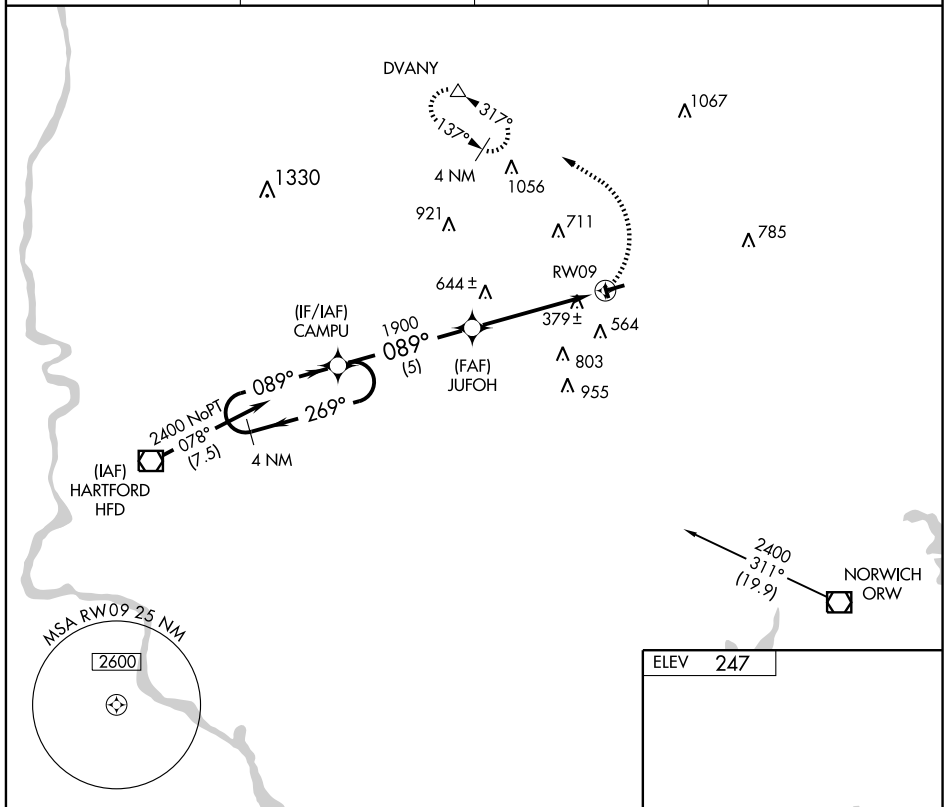 DVANY
317°
137°
4 NM
1067
1330
1056
921
711
785
RW09
644 ±
379 ±
564
803
955
(IF/IAF)
CAMPU
1900
089°
(5)
(FAF)
JUFOH
089°
269°
4 NM
2400 NoPT
078°
(7.5)
(IAF)
HARTFORD
HFD
2400
311°
(19.9)
NORWICH
ORW
MSA RW09 25 NM
2600
ELEV 247